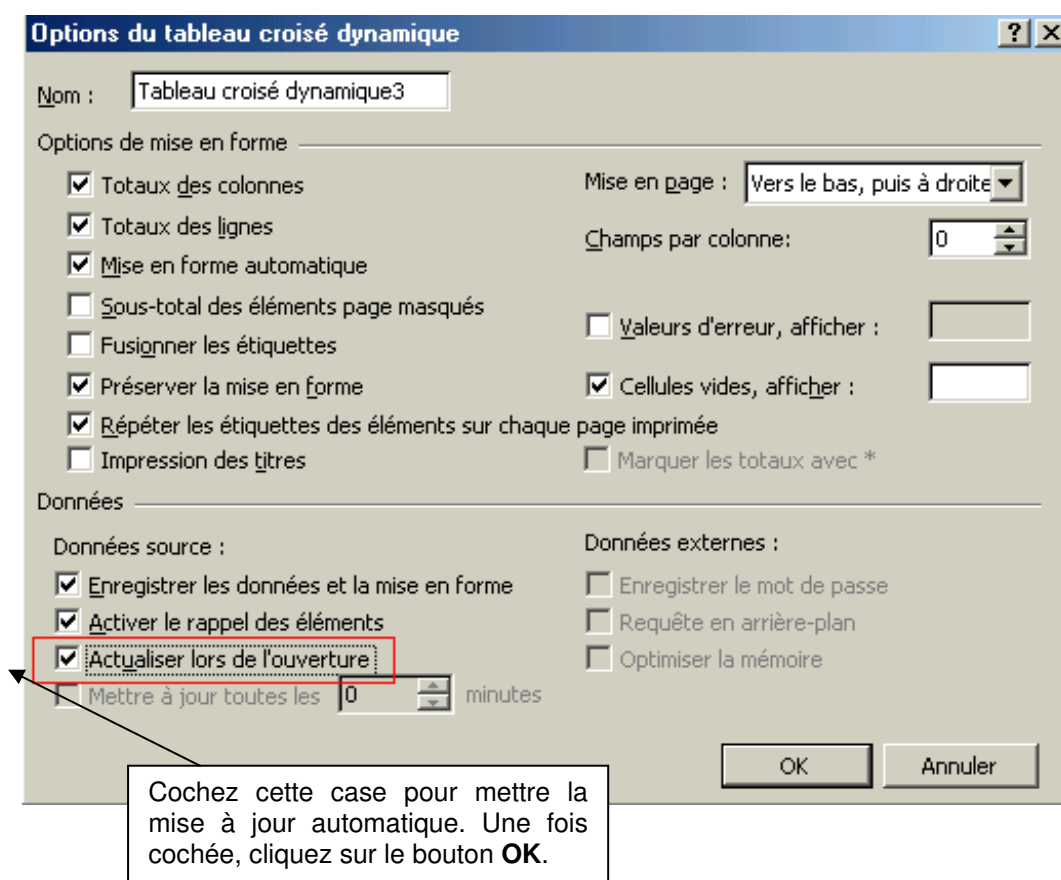 Options du tableau croisé dynamique
Nom : Tableau croisé dynamique3
Options de mise en forme
Totaux des colonnes
Mise en page : Vers le bas, puis à droite
Totaux des lignes
Champs par colonne: 0
Mise en forme automatique
Sous-total des éléments page masqués
Valeurs d'erreur, afficher :
Fusionner les étiquettes
Préserver la mise en forme
Cellules vides, afficher :
Répéter les étiquettes des éléments sur chaque page imprimée
Impression des titres
Marquer les totaux avec *
Données
Données source :
Données externes :
Enregistrer les données et la mise en forme
Enregistrer le mot de passe
Activer le rappel des éléments
Requête en arrière-plan
Actualiser lors de l'ouverture
Optimiser la mémoire
Mettre à jour toutes les 0 minutes
OK
Annuler
Cochez cette case pour mettre la
mise à jour automatique. Une fois
cochée, cliquez sur le bouton OK.